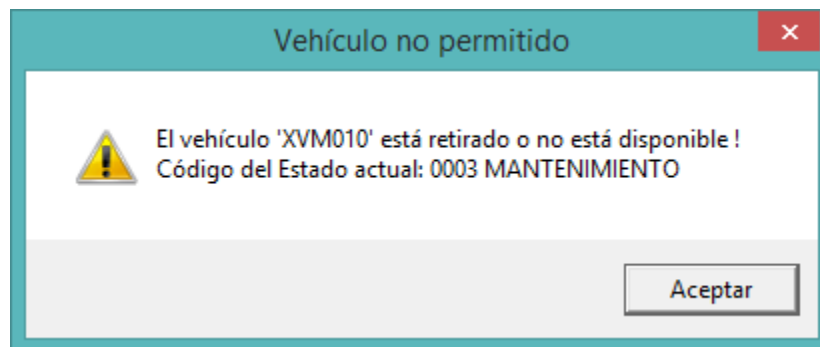 Vehículo no permitido
El vehículo 'XVM010' está retirado o no está disponible !
Código del Estado actual: 0003 MANTENIMIENTO
Aceptar